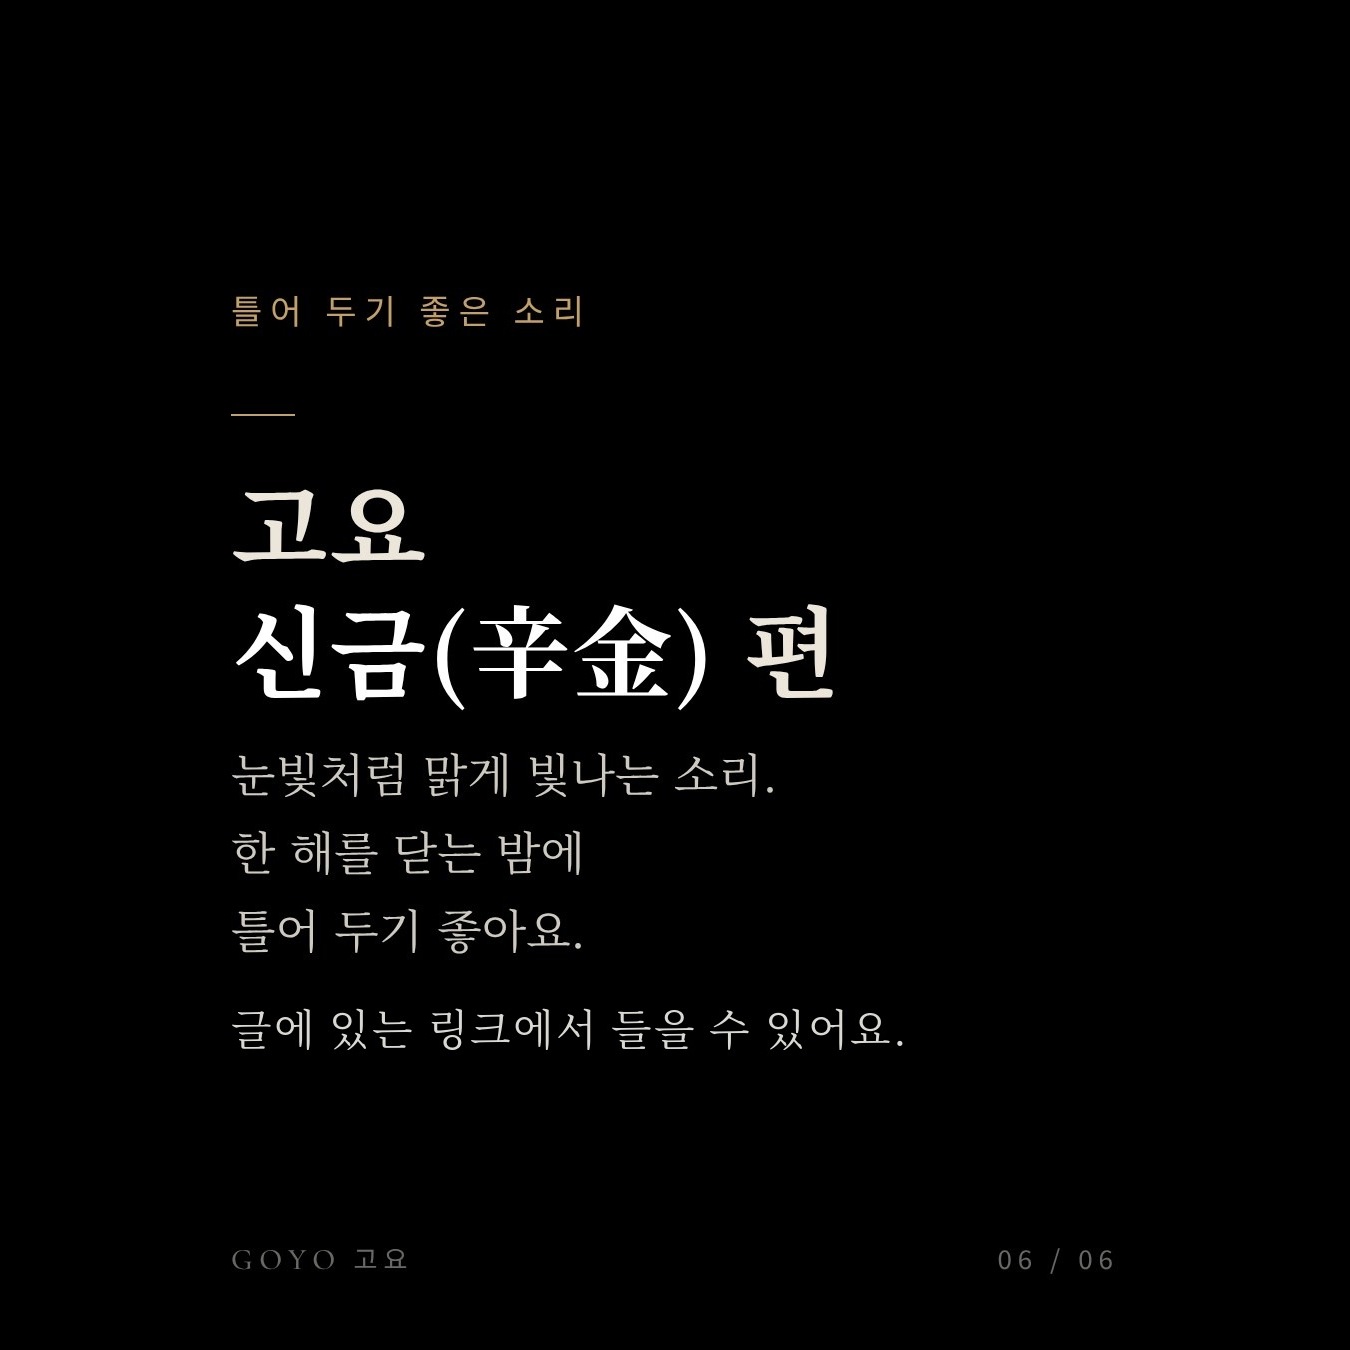 틀어 두기 좋은 소리
고요
신금(辛金) 편
눈빛처럼 맑게 빛나는 소리.
한 해를 닫는 밤에
틀어 두기 좋아요.
글에 있는 링크에서 들을 수 있어요.
GOYO 고요
06 / 06